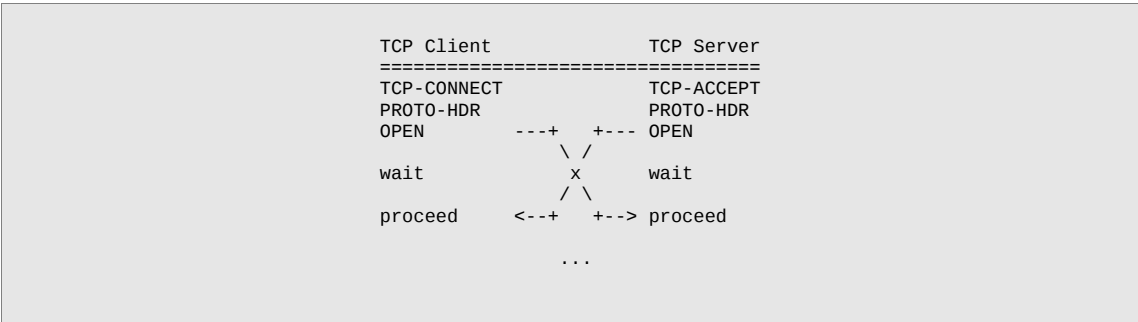 TCP Client                TCP Server
==================================
TCP-CONNECT               TCP-ACCEPT
PROTO-HDR                 PROTO-HDR
OPEN        ---+   +--- OPEN
                \ /
wait             x      wait
                / \
proceed     <--+   +--> proceed
                ...